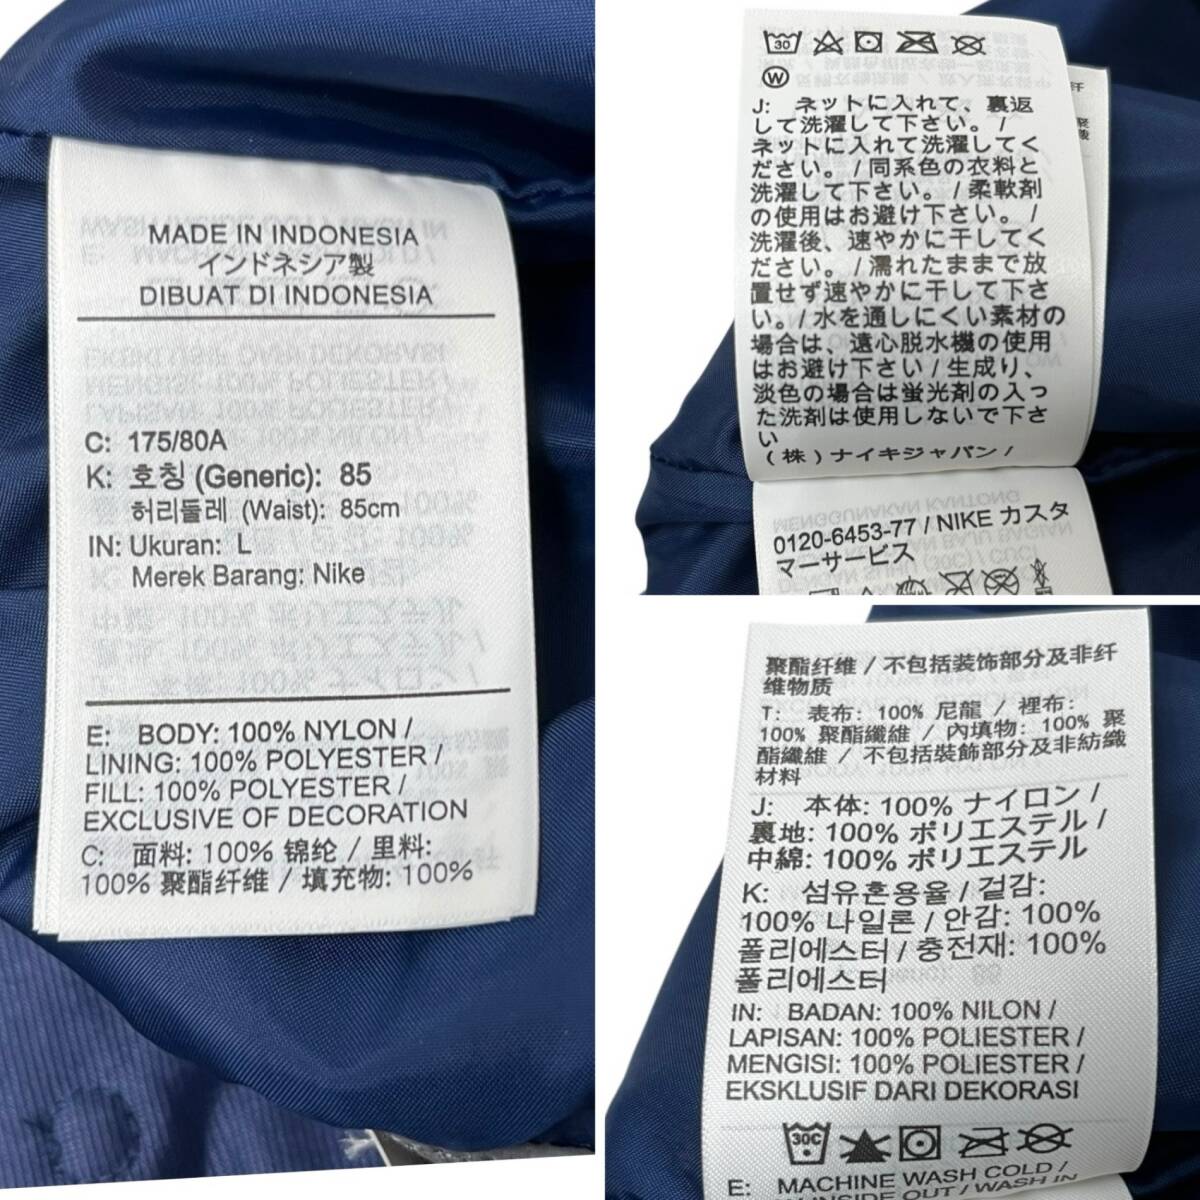 MADE IN INDONESIA
インドネシア製
DIBUAT DI INDONESIA
C: 175/80A
K: 호칭 (Generic): 85
허리둘레 (Waist): 85cm
IN: Ukuran: L
Merek Barang: Nike
E: BODY: 100% NYLON /
LINING: 100% POLYESTER /
FILL: 100% POLYESTER /
EXCLUSIVE OF DECORATION
C: 面料: 100% 锦纶 / 里料:
100% 聚酯纤维 / 填充物: 100%
30
W
J: ネットに入れて、裏返
して洗濯して下さい。/
ネットに入れて洗濯してく
ださい。/ 同系色の衣料と
洗濯して下さい。/ 柔軟剤
の使用はお避け下さい。/
洗濯後、速やかに干してく
ださい。/ 濡れたままで放
置せず速やかに干して下さ
い。/ 水を通しにくい素材の
場合は、遠心脱水機の使用
はお避け下さい / 生成り、
淡色の場合は蛍光剤の入っ
た洗剤は使用しないで下さ
い
(株) ナイキジャパン /
0120-6453-77 / NIKE カスタ
マーサービス
聚酯纤维 / 不包括装饰部分及非纤
维物质
T: 表布: 100% 尼龍 / 裡布:
100% 聚酯纖維 / 內填物: 100% 聚
酯纖維 / 不包括裝飾部分及非紡織
材料
J: 本体: 100% ナイロン /
裏地: 100% ポリエステル /
中綿: 100% ポリエステル
K: 섬유혼용율 / 겉감:
100% 나일론 / 안감: 100%
폴리에스터 / 충전재: 100%
폴리에스터
IN: BADAN: 100% NILON /
LAPISAN: 100% POLIESTER /
MENGISI: 100% POLIESTER /
EKSKLUSIF DARI DEKORASI
30C
E: MACHINE WASH COLD /
INSIDE OUT / WASH IN